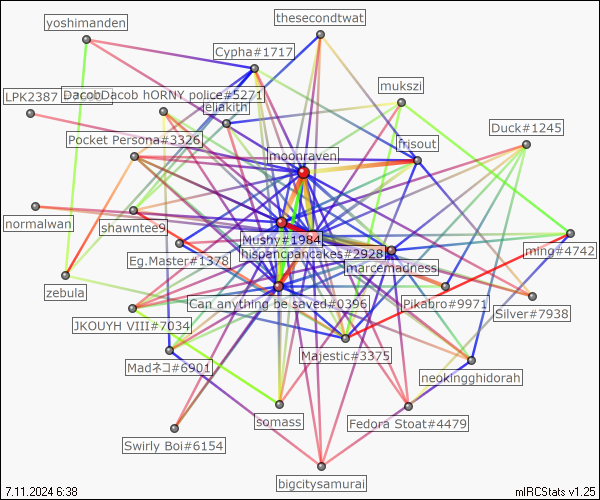 yoshimanden
thesecondtwat
Cypha#1717
mukszi
LPK2387
DacobDacob hORNY police#5271
eliakith
Duck#1245
Pocket Persona#3326
frisout
moonraven
normalwan
shawntee9
Mushy#1984
hispancpancakes#2928
ming#4742
Eg.Master#1378
marcemadness
zebula
Can anything be saved#0396
Pikabro#9971
Silver#7938
JKOUYH VIII#7034
Majestic#3375
Madネコ#6901
neokingghidorah
somass
Fedora Stoat#4479
Swirly Boi#6154
bigcitysamurai
7.11.2024 6:38
mIRCStats v1.25